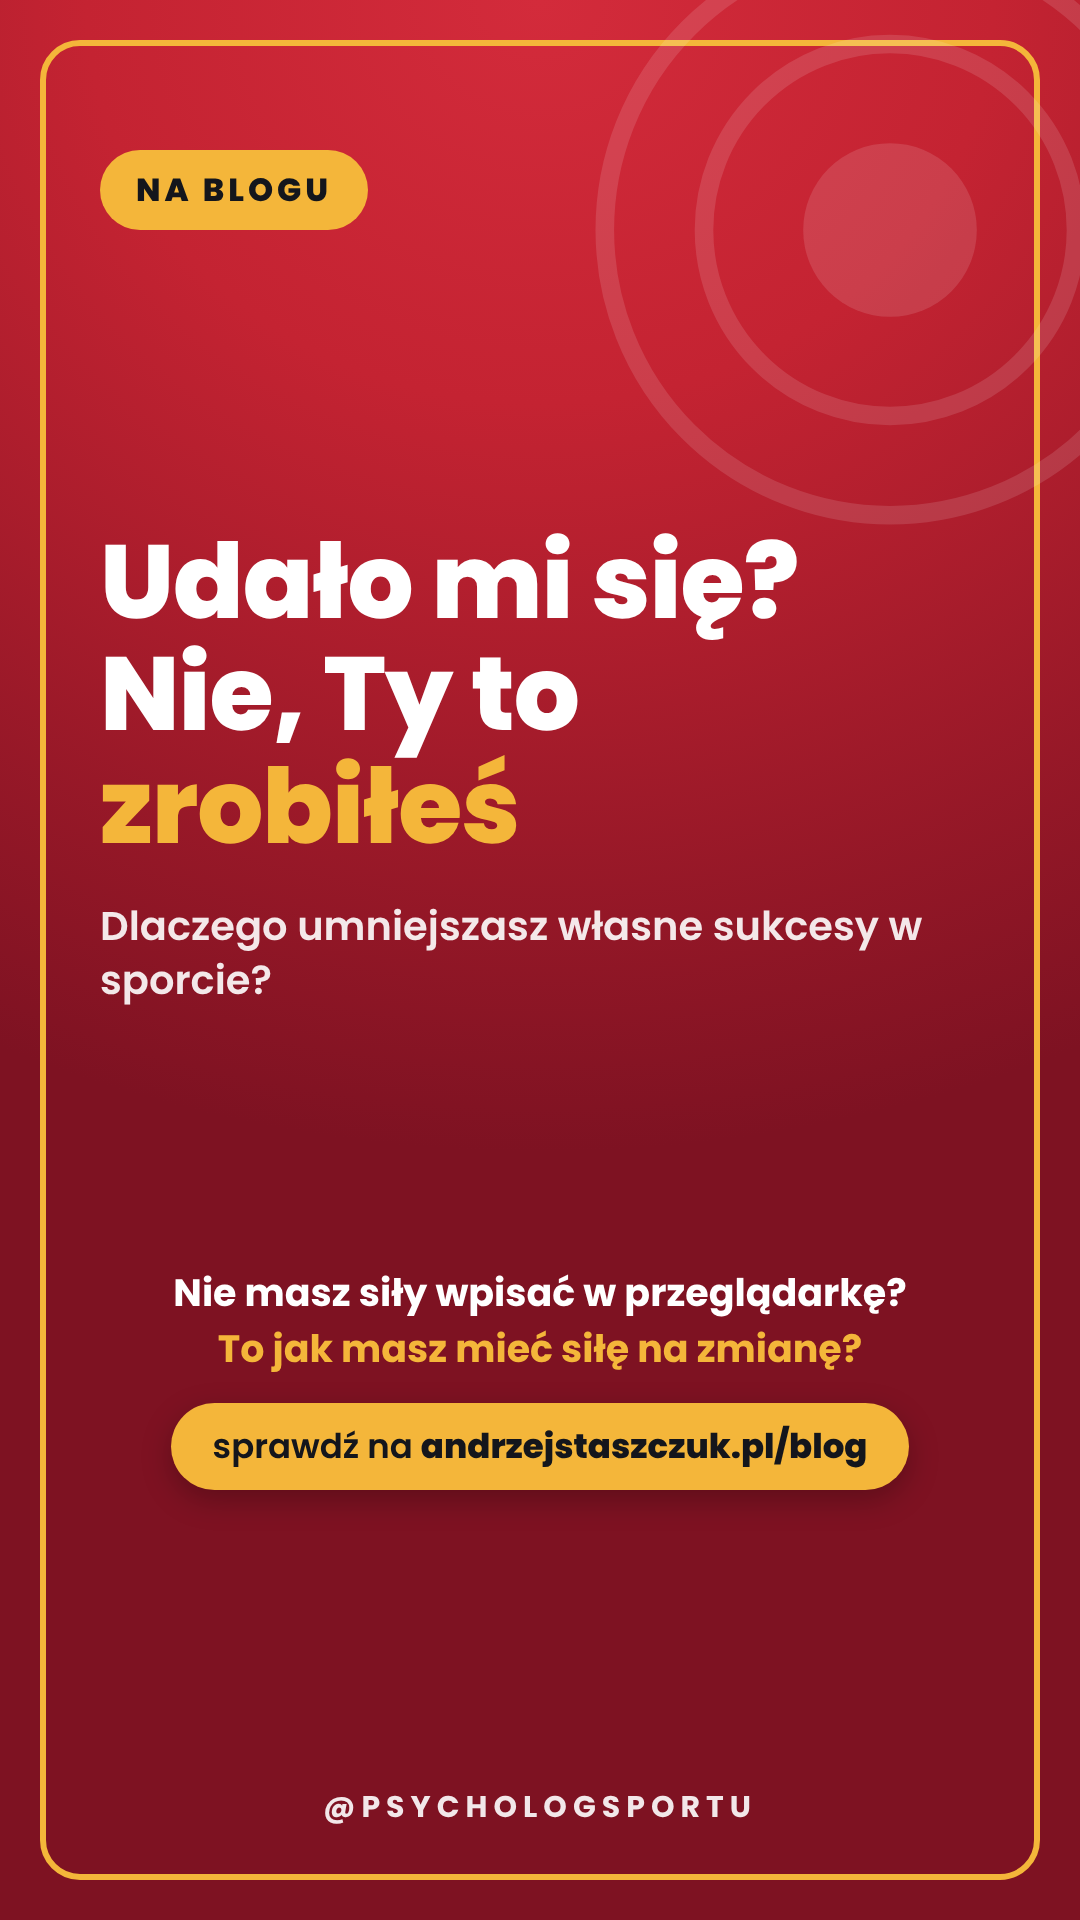 NA BLOGU
Udało mi się?
Nie, Ty to
zrobiłeś
Dlaczego umniejszasz własne sukcesy w
sporcie?
Nie masz siły wpisać w przeglądarkę?
To jak masz mieć siłę na zmianę?
sprawdź na andrzejstaszczuk.pl/blog
@PSYCHOLOGSPORTU